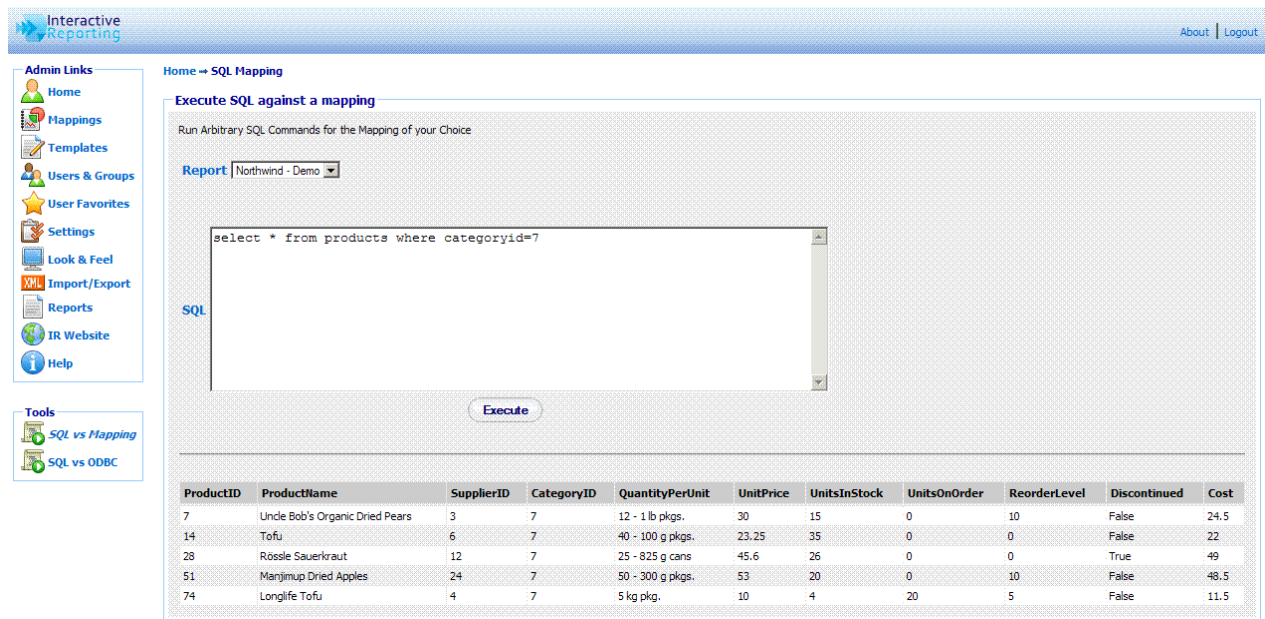 Interactive
Reporting
About | Logout
Admin Links
Home
Mappings
Templates
Users & Groups
User Favorites
Settings
Look & Feel
XML Import/Export
Reports
IR Website
Help
Tools
SQL vs Mapping
SQL vs ODBC
Home ⇒ SQL Mapping
Execute SQL against a mapping
Run Arbitrary SQL Commands for the Mapping of your Choice
Report Northwind - Demo
SQL
select * from products where categoryid=7
Execute
ProductID ProductName SupplierID CategoryID QuantityPerUnit UnitPrice UnitsInStock UnitsOnOrder ReorderLevel Discontinued Cost
7 Uncle Bob's Organic Dried Pears 3 7 12 - 1 lb pkgs. 30 15 0 10 False 24.5
14 Tofu 6 7 40 - 100 g pkgs. 23.25 35 0 0 False 22
28 Rössle Sauerkraut 12 7 25 - 825 g cans 45.6 26 0 0 True 49
51 Manjimup Dried Apples 24 7 50 - 300 g pkgs. 53 20 0 10 False 48.5
74 Longlife Tofu 4 7 5 kg pkg. 10 4 20 5 False 11.5